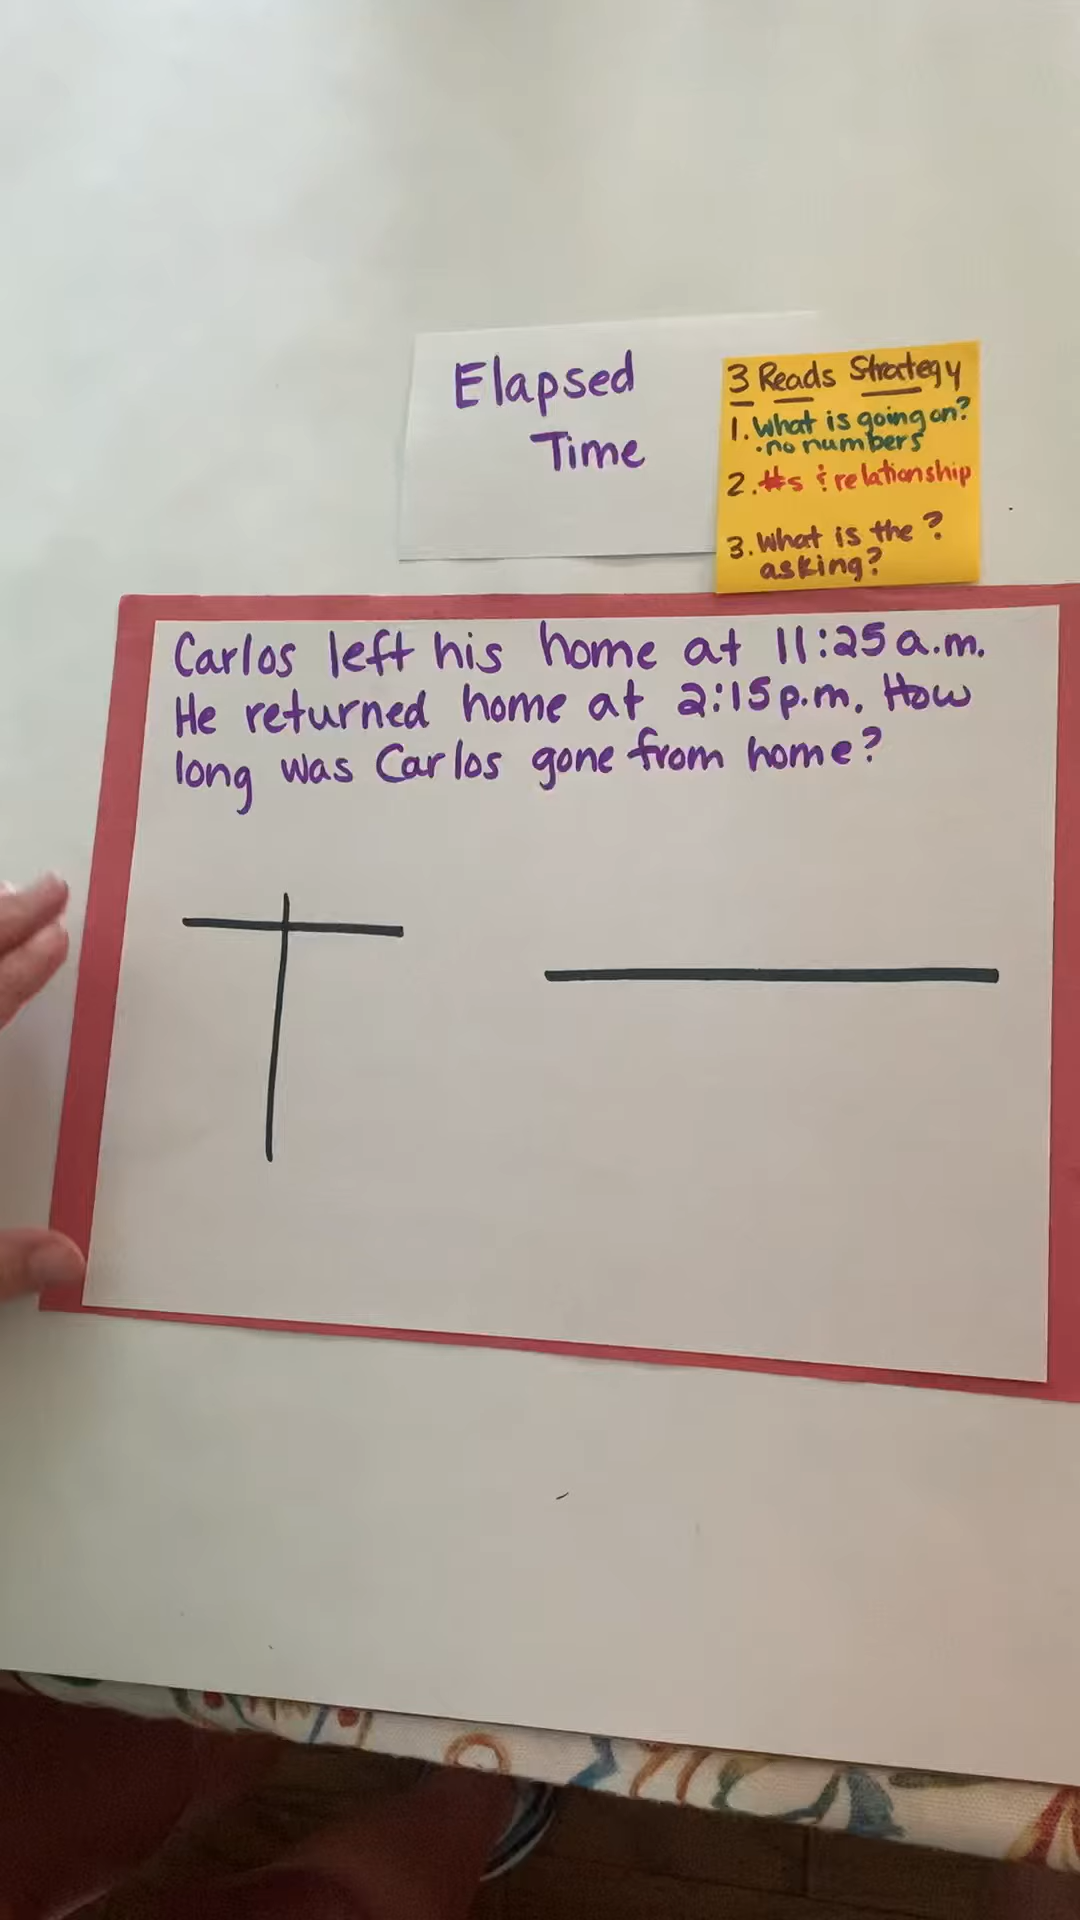 Elapsed
Time
3 Reads Strategy
1. What is going on?
• no numbers
2. #s & relationship
3. What is the ?
asking?
Carlos left his home at 11:25 a.m.
He returned home at 2:15 p.m. How
long was Carlos gone from home?